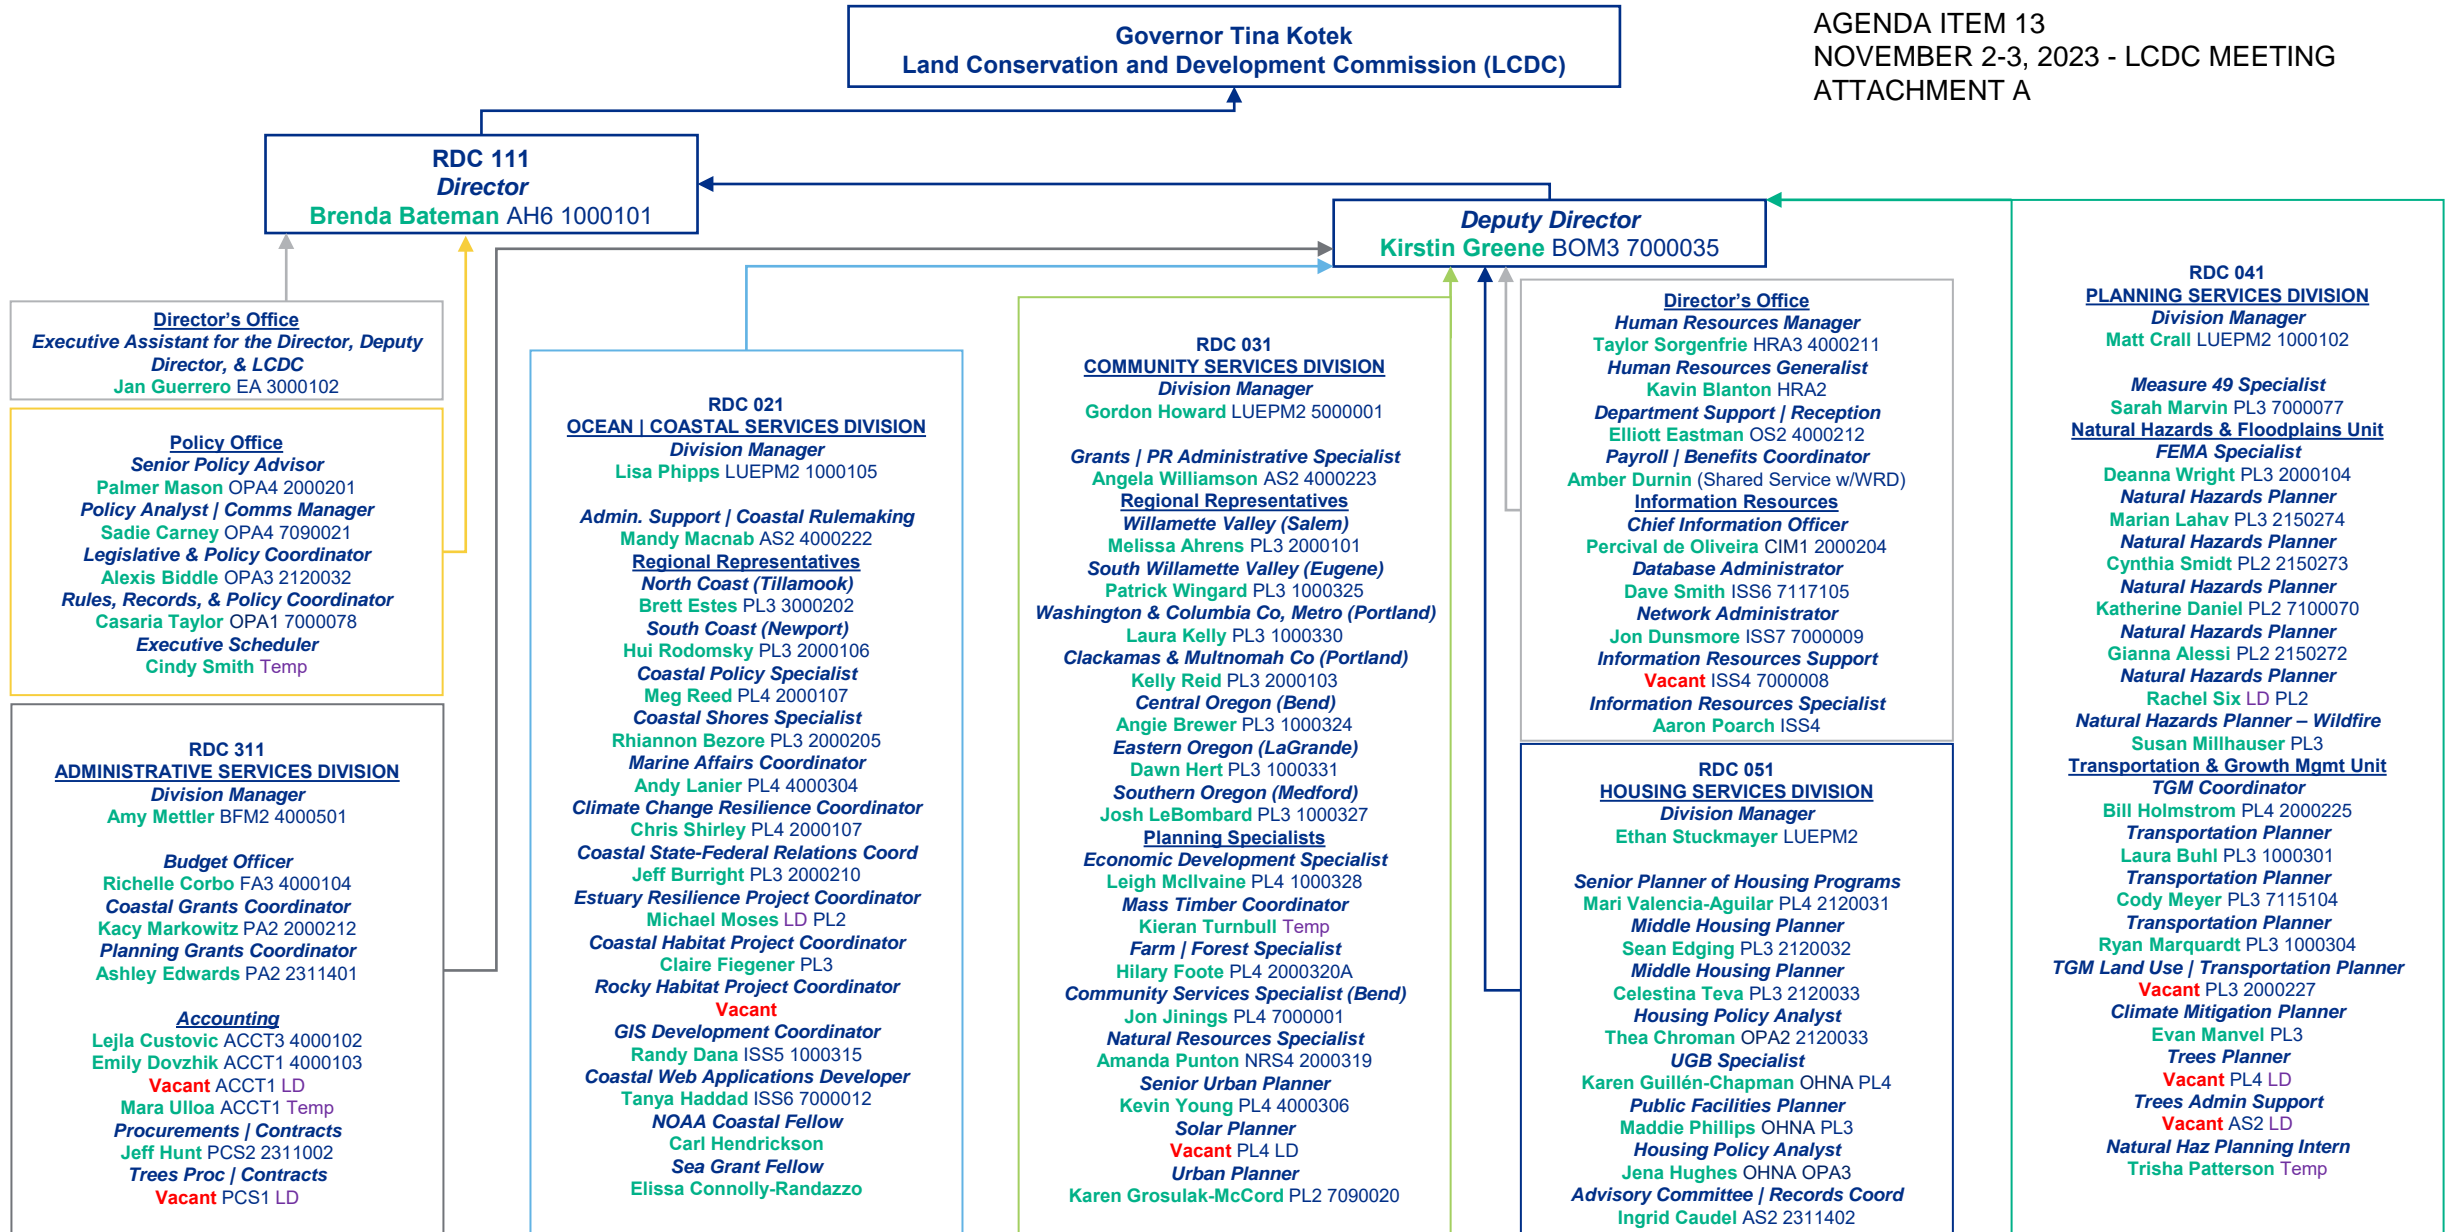 AGENDA ITEM 13
NOVEMBER 2-3, 2023 - LCDC MEETING
ATTACHMENT A
Governor Tina Kotek
Land Conservation and Development Commission (LCDC)
RDC 111
Director
Brenda Bateman AH6 1000101
Deputy Director
Kirstin Greene BOM3 7000035
Director's Office
Executive Assistant for the Director, Deputy
Director, & LCDC
Jan Guerrero EA 3000102
Policy Office
Senior Policy Advisor
Palmer Mason OPA4 2000201
Policy Analyst | Comms Manager
Sadie Carney OPA4 7090021
Legislative & Policy Coordinator
Alexis Biddle OPA3 2120032
Rules, Records, & Policy Coordinator
Casaria Taylor OPA1 7000078
Executive Scheduler
Cindy Smith Temp
RDC 311
ADMINISTRATIVE SERVICES DIVISION
Division Manager
Amy Mettler BFM2 4000501
Budget Officer
Richelle Corbo FA3 4000104
Coastal Grants Coordinator
Kacy Markowitz PA2 2000212
Planning Grants Coordinator
Ashley Edwards PA2 2311401
Accounting
Lejla Custovic ACCT3 4000102
Emily Dovzhik ACCT1 4000103
Vacant ACCT1 LD
Mara Ulloa ACCT1 Temp
Procurements | Contracts
Jeff Hunt PCS2 2311002
Trees Proc | Contracts
Vacant PCS1 LD
RDC 021
OCEAN | COASTAL SERVICES DIVISION
Division Manager
Lisa Phipps LUEPM2 1000105
Admin. Support | Coastal Rulemaking
Mandy Macnab AS2 4000222
Regional Representatives
North Coast (Tillamook)
Brett Estes PL3 3000202
South Coast (Newport)
Hui Rodomsky PL3 2000106
Coastal Policy Specialist
Meg Reed PL4 2000107
Coastal Shores Specialist
Rhiannon Bezore PL3 2000205
Marine Affairs Coordinator
Andy Lanier PL4 4000304
Climate Change Resilience Coordinator
Chris Shirley PL4 2000107
Coastal State-Federal Relations Coord
Jeff Burright PL3 2000210
Estuary Resilience Project Coordinator
Michael Moses LD PL2
Coastal Habitat Project Coordinator
Claire Fiegener PL3
Rocky Habitat Project Coordinator
Vacant
GIS Development Coordinator
Randy Dana ISS5 1000315
Coastal Web Applications Developer
Tanya Haddad ISS6 7000012
NOAA Coastal Fellow
Carl Hendrickson
Sea Grant Fellow
Elissa Connolly-Randazzo
RDC 031
COMMUNITY SERVICES DIVISION
Division Manager
Gordon Howard LUEPM2 5000001
Grants | PR Administrative Specialist
Angela Williamson AS2 4000223
Regional Representatives
Willamette Valley (Salem)
Melissa Ahrens PL3 2000101
South Willamette Valley (Eugene)
Patrick Wingard PL3 1000325
Washington & Columbia Co, Metro (Portland)
Laura Kelly PL3 1000330
Clackamas & Multnomah Co (Portland)
Kelly Reid PL3 2000103
Central Oregon (Bend)
Angie Brewer PL3 1000324
Eastern Oregon (LaGrande)
Dawn Hert PL3 1000331
Southern Oregon (Medford)
Josh LeBombard PL3 1000327
Planning Specialists
Economic Development Specialist
Leigh McIlvaine PL4 1000328
Mass Timber Coordinator
Kieran Turnbull Temp
Farm | Forest Specialist
Hilary Foote PL4 2000320A
Community Services Specialist (Bend)
Jon Jinings PL4 7000001
Natural Resources Specialist
Amanda Punton NRS4 2000319
Senior Urban Planner
Kevin Young PL4 4000306
Solar Planner
Vacant PL4 LD
Urban Planner
Karen Grosulak-McCord PL2 7090020
Director's Office
Human Resources Manager
Taylor Sorgenfrie HRA3 4000211
Human Resources Generalist
Kavin Blanton HRA2
Department Support | Reception
Elliott Eastman OS2 4000212
Payroll | Benefits Coordinator
Amber Durnin (Shared Service w/WRD)
Information Resources
Chief Information Officer
Percival de Oliveira CIM1 2000204
Database Administrator
Dave Smith ISS6 7117105
Network Administrator
Jon Dunsmore ISS7 7000009
Information Resources Support
Vacant ISS4 7000008
Information Resources Specialist
Aaron Poarch ISS4
RDC 051
HOUSING SERVICES DIVISION
Division Manager
Ethan Stuckmayer LUEPM2
Senior Planner of Housing Programs
Mari Valencia-Aguilar PL4 2120031
Middle Housing Planner
Sean Edging PL3 2120032
Middle Housing Planner
Celestina Teva PL3 2120033
Housing Policy Analyst
Thea Chroman OPA2 2120033
UGB Specialist
Karen Guillén-Chapman OHNA PL4
Public Facilities Planner
Maddie Phillips OHNA PL3
Housing Policy Analyst
Jena Hughes OHNA OPA3
Advisory Committee | Records Coord
Ingrid Caudel AS2 2311402
RDC 041
PLANNING SERVICES DIVISION
Division Manager
Matt Crall LUEPM2 1000102
Measure 49 Specialist
Sarah Marvin PL3 7000077
Natural Hazards & Floodplains Unit
FEMA Specialist
Deanna Wright PL3 2000104
Natural Hazards Planner
Marian Lahav PL3 2150274
Natural Hazards Planner
Cynthia Smidt PL2 2150273
Natural Hazards Planner
Katherine Daniel PL2 7100070
Natural Hazards Planner
Gianna Alessi PL2 2150272
Natural Hazards Planner
Rachel Six LD PL2
Natural Hazards Planner – Wildfire
Susan Millhauser PL3
Transportation & Growth Mgmt Unit
TGM Coordinator
Bill Holmstrom PL4 2000225
Transportation Planner
Laura Buhl PL3 1000301
Transportation Planner
Cody Meyer PL3 7115104
Transportation Planner
Ryan Marquardt PL3 1000304
TGM Land Use | Transportation Planner
Vacant PL3 2000227
Climate Mitigation Planner
Evan Manvel PL3
Trees Planner
Vacant PL4 LD
Trees Admin Support
Vacant AS2 LD
Natural Haz Planning Intern
Trisha Patterson Temp